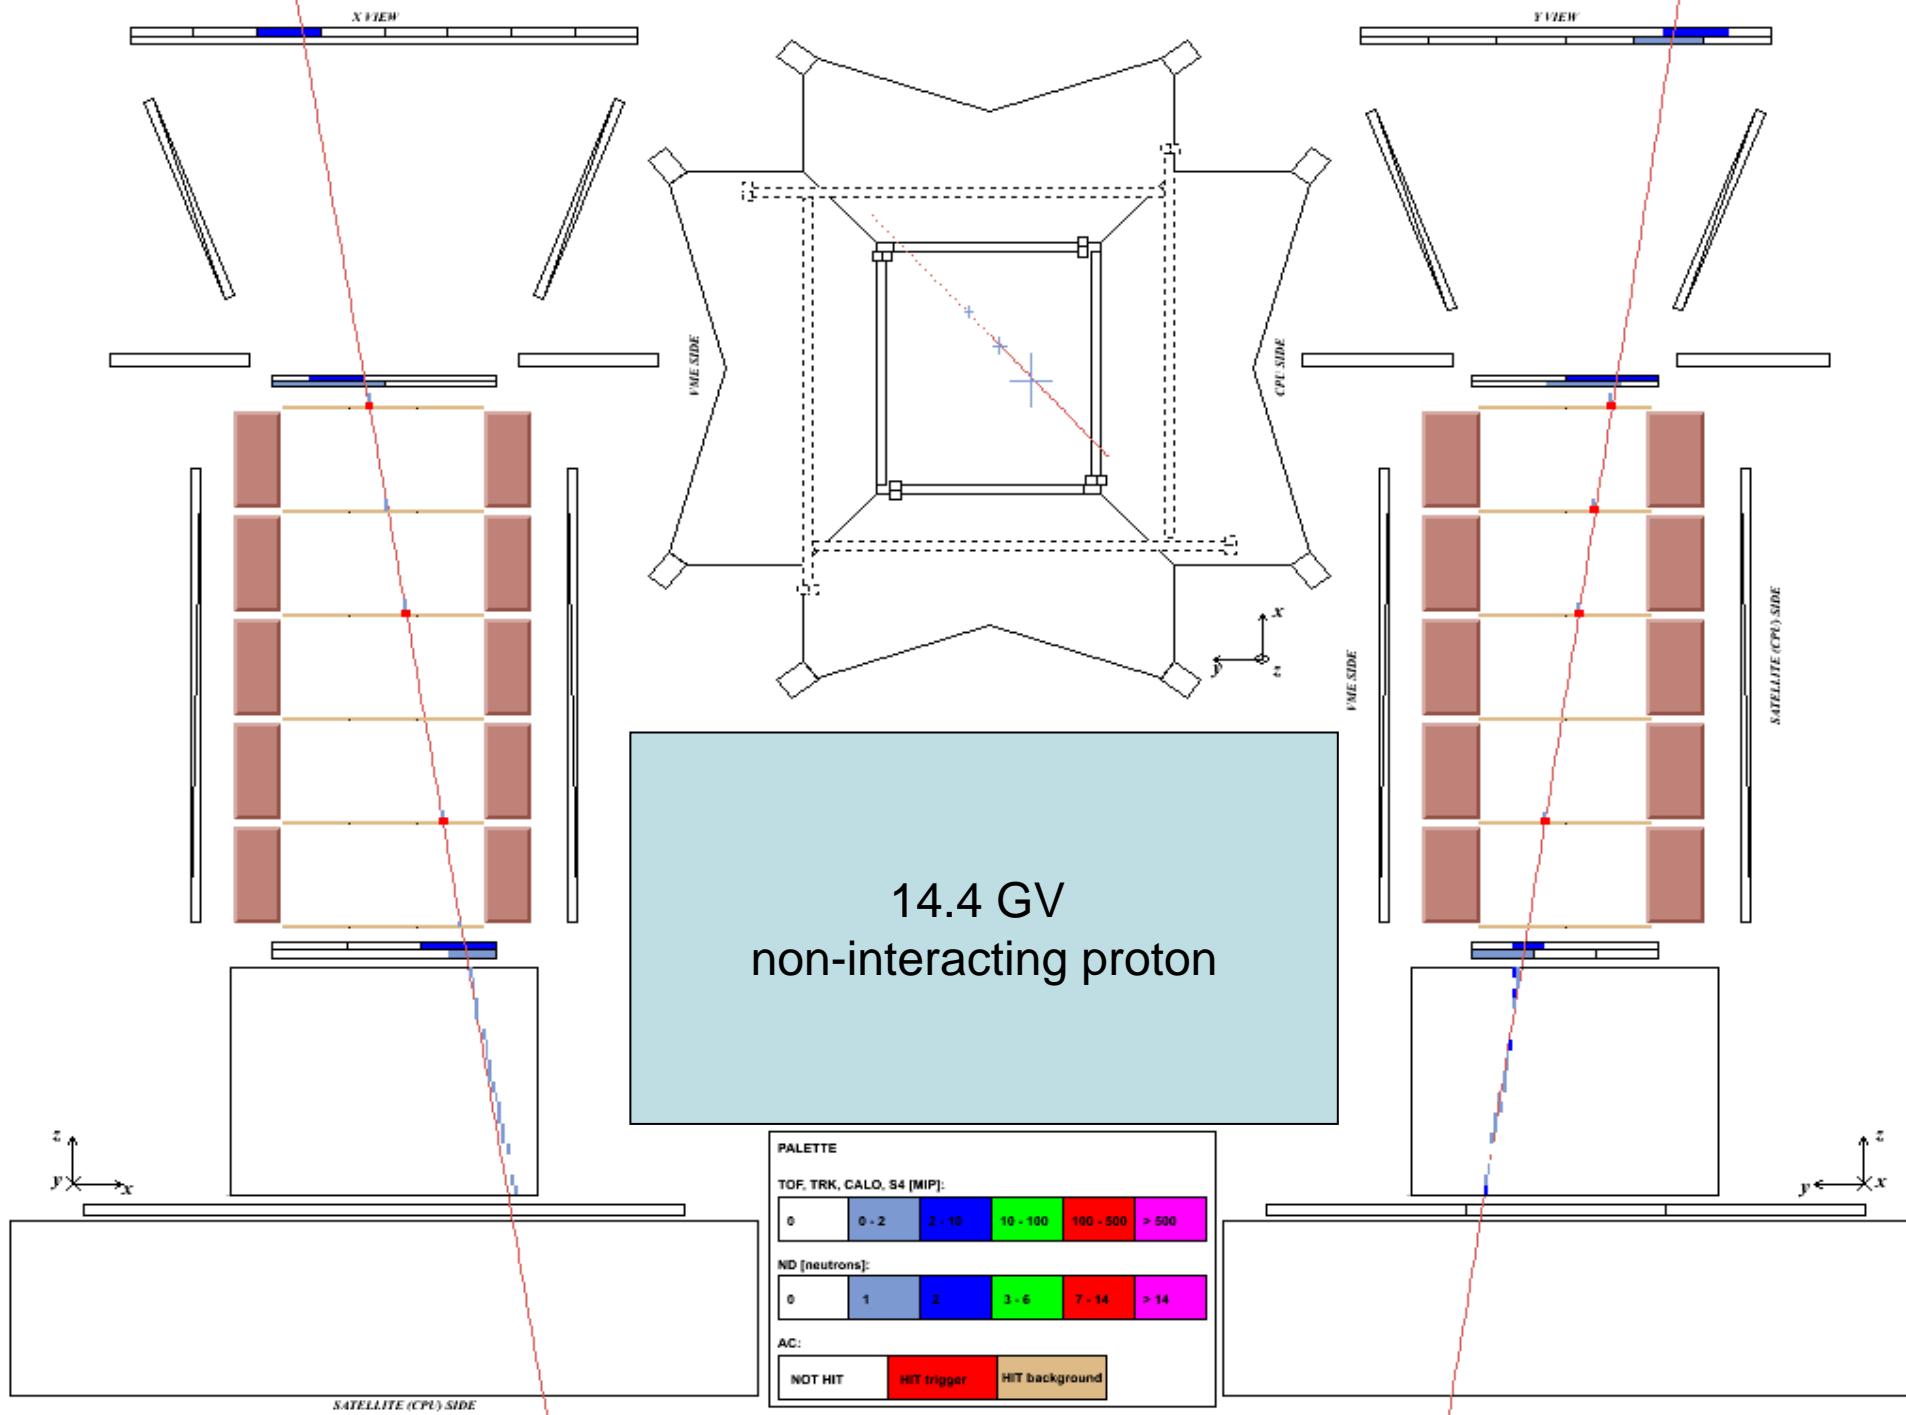 X VIEW
Y VIEW
VME SIDE
CPU SIDE
x
y
z
VME SIDE
SATELLITE (CPU) SIDE
14.4 GV
non-interacting proton
z
y
x
z
y
x
PALETTE
TOF, TRK, CALO, S4 [MIP]:
0 0 - 2 2 - 10 10 - 100 100 - 500 > 500
ND [neutrons]:
0 1 2 3 - 6 7 - 14 > 14
AC:
NOT HIT HIT trigger HIT background
SATELLITE (CPU) SIDE